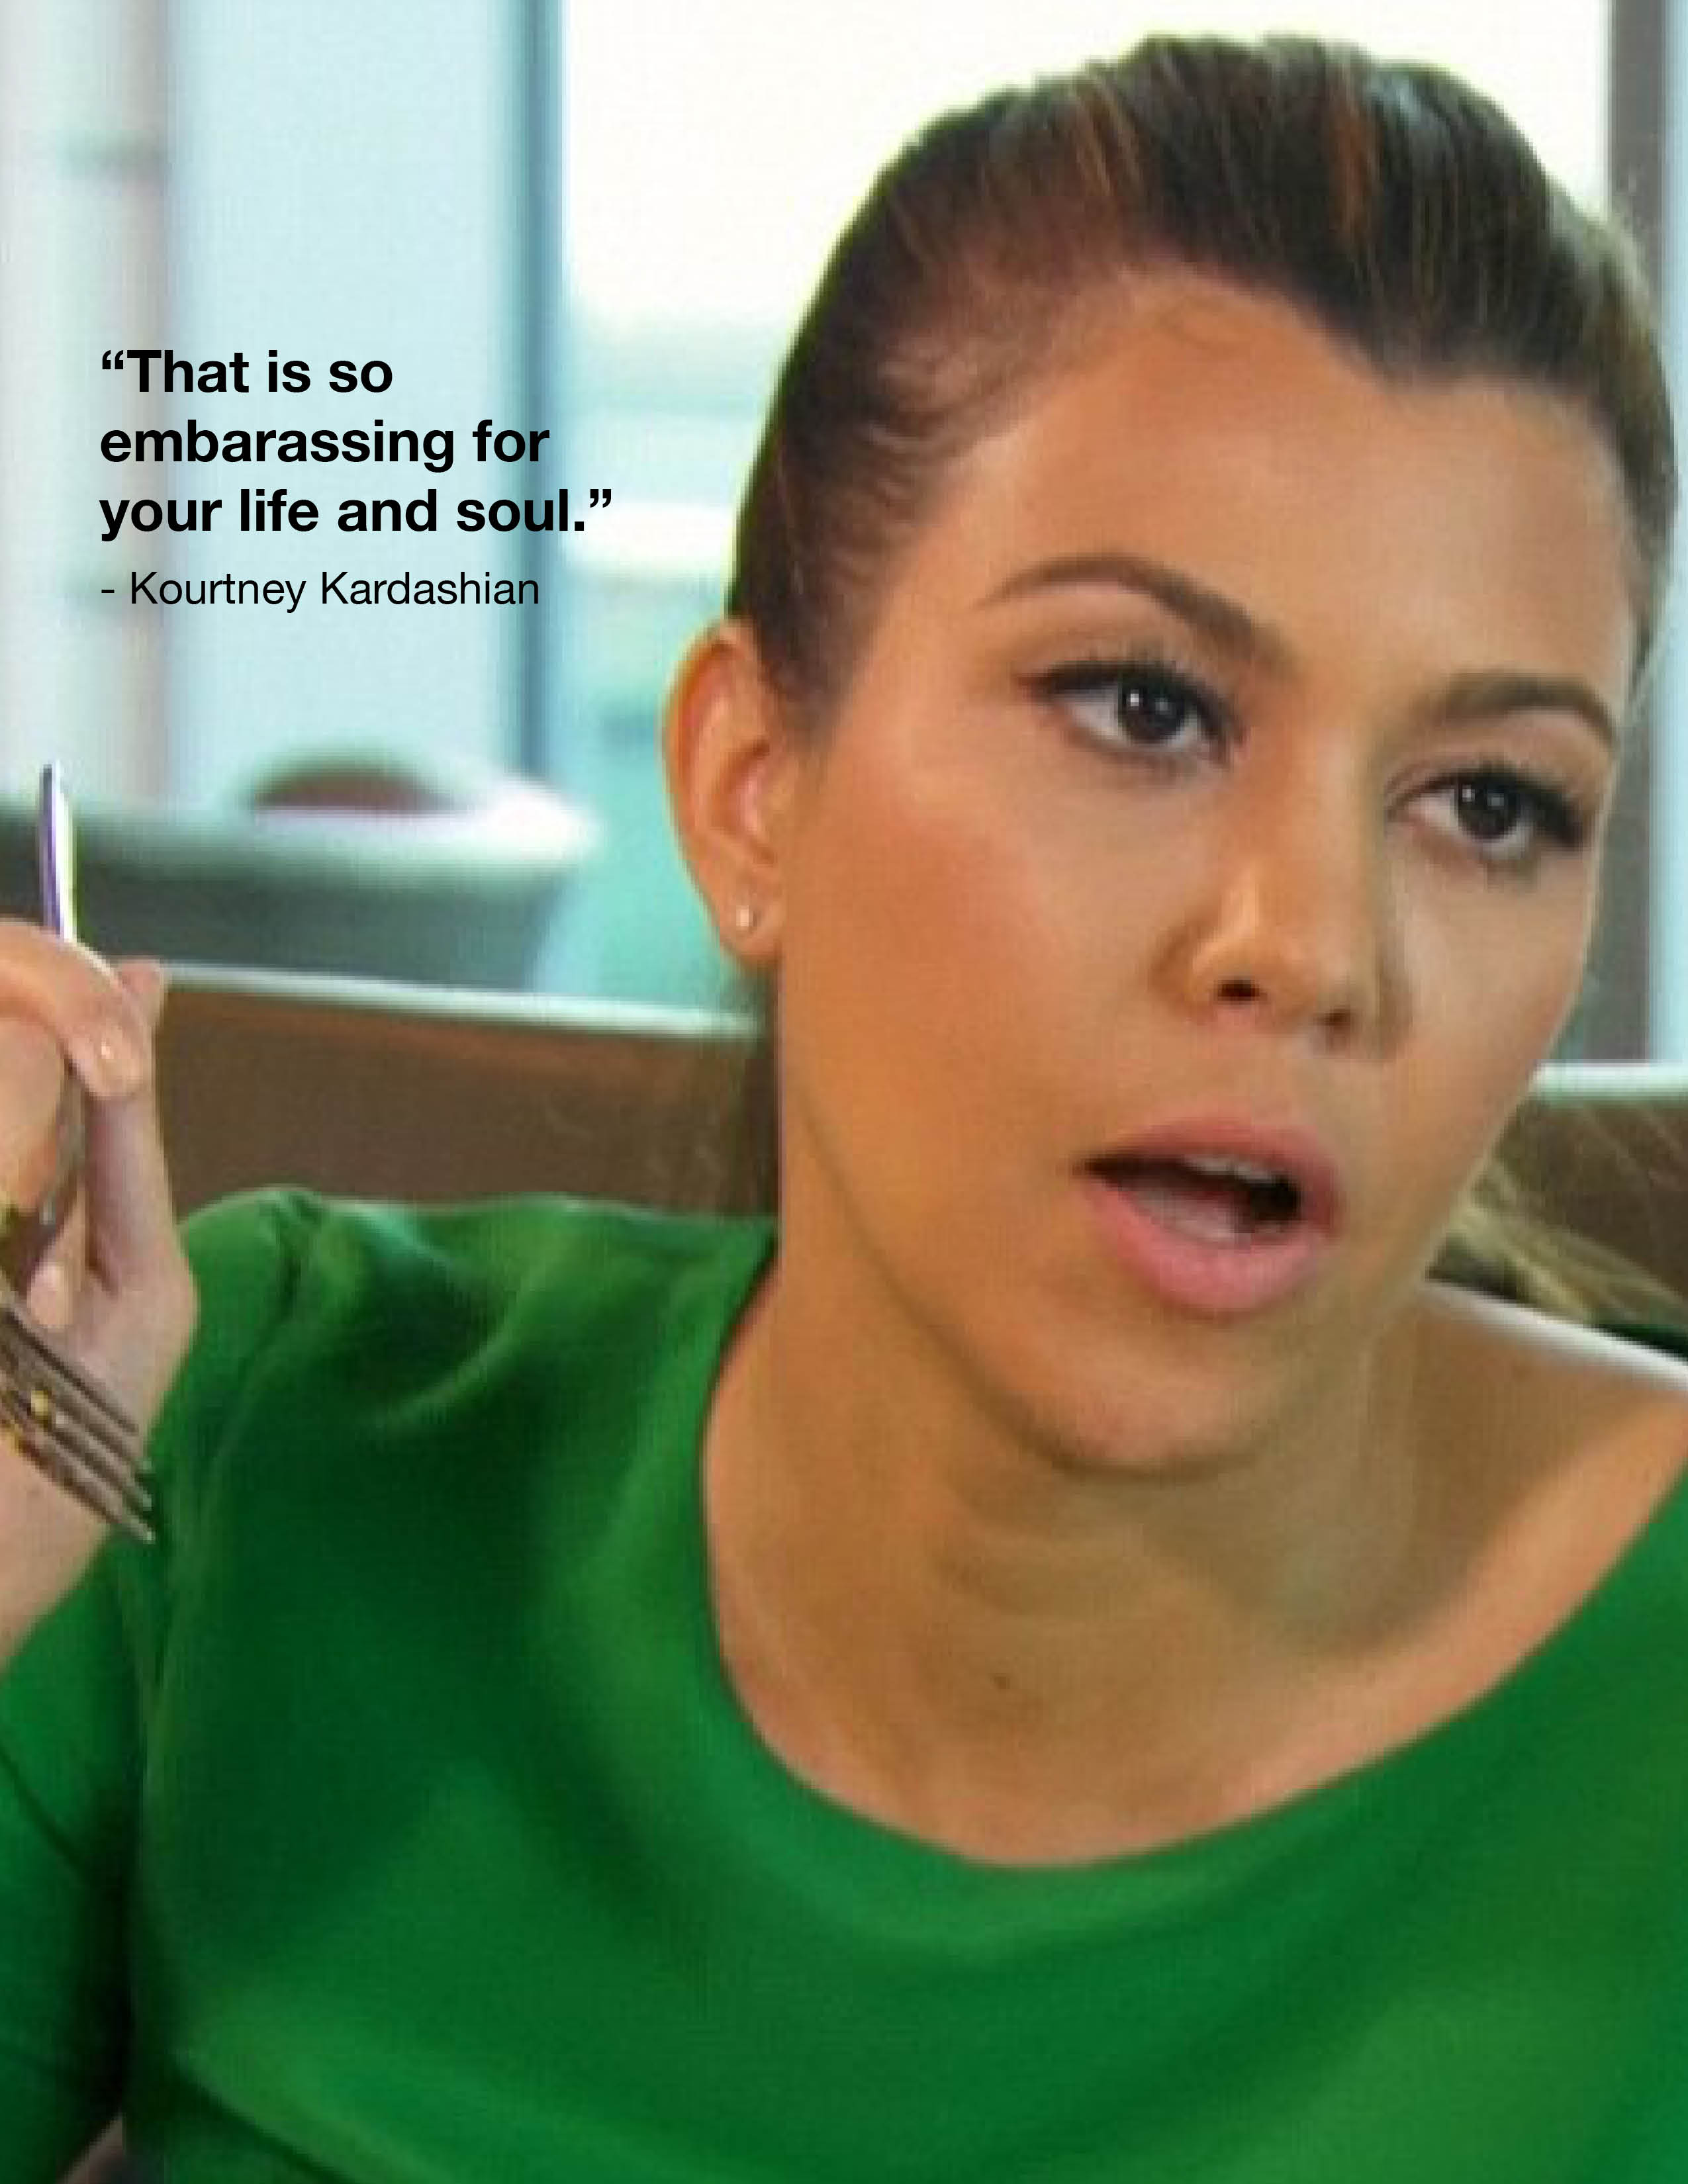 “That is so
embarassing for
your life and soul.”
- Kourtney Kardashian